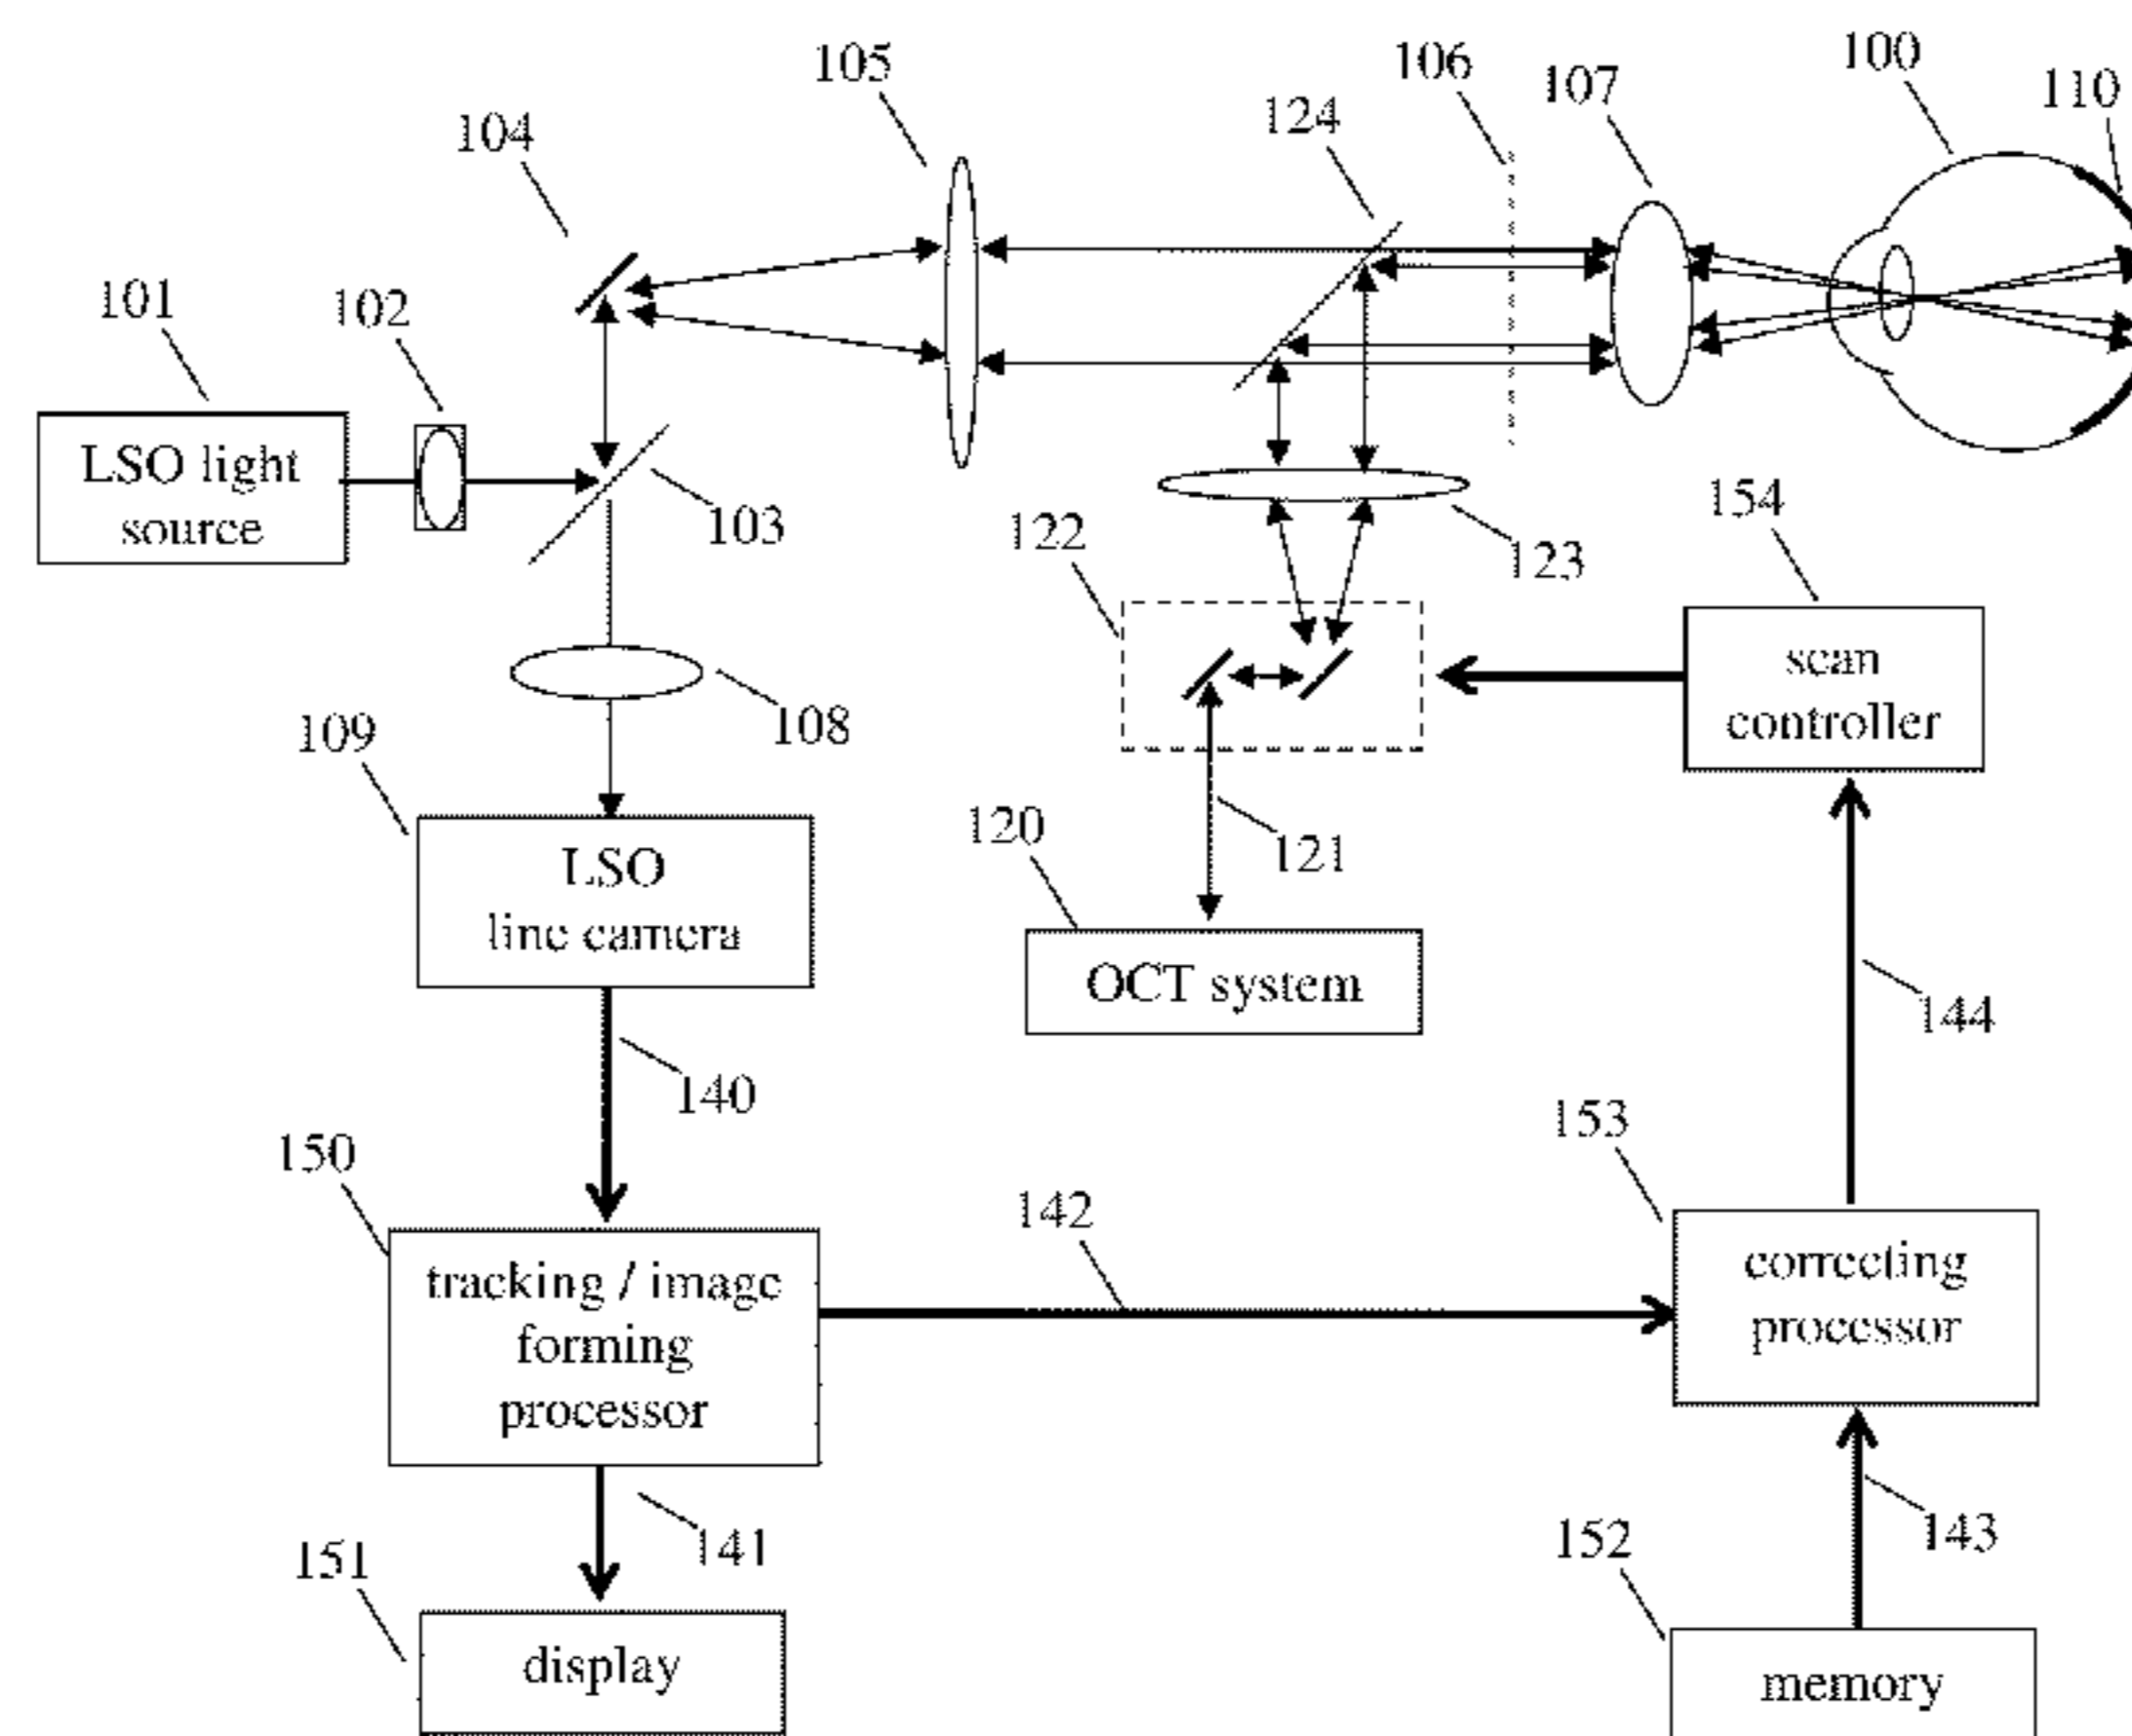 105
106
107
100
110
104
124
101
102
LSO light
source
103
122
123
154
scan
controller
109
108
LSO
line camera
120
121
OCT system
140
144
150
142
153
tracking / image
forming
processor
correcting
processor
141
143
151
152
display
memory